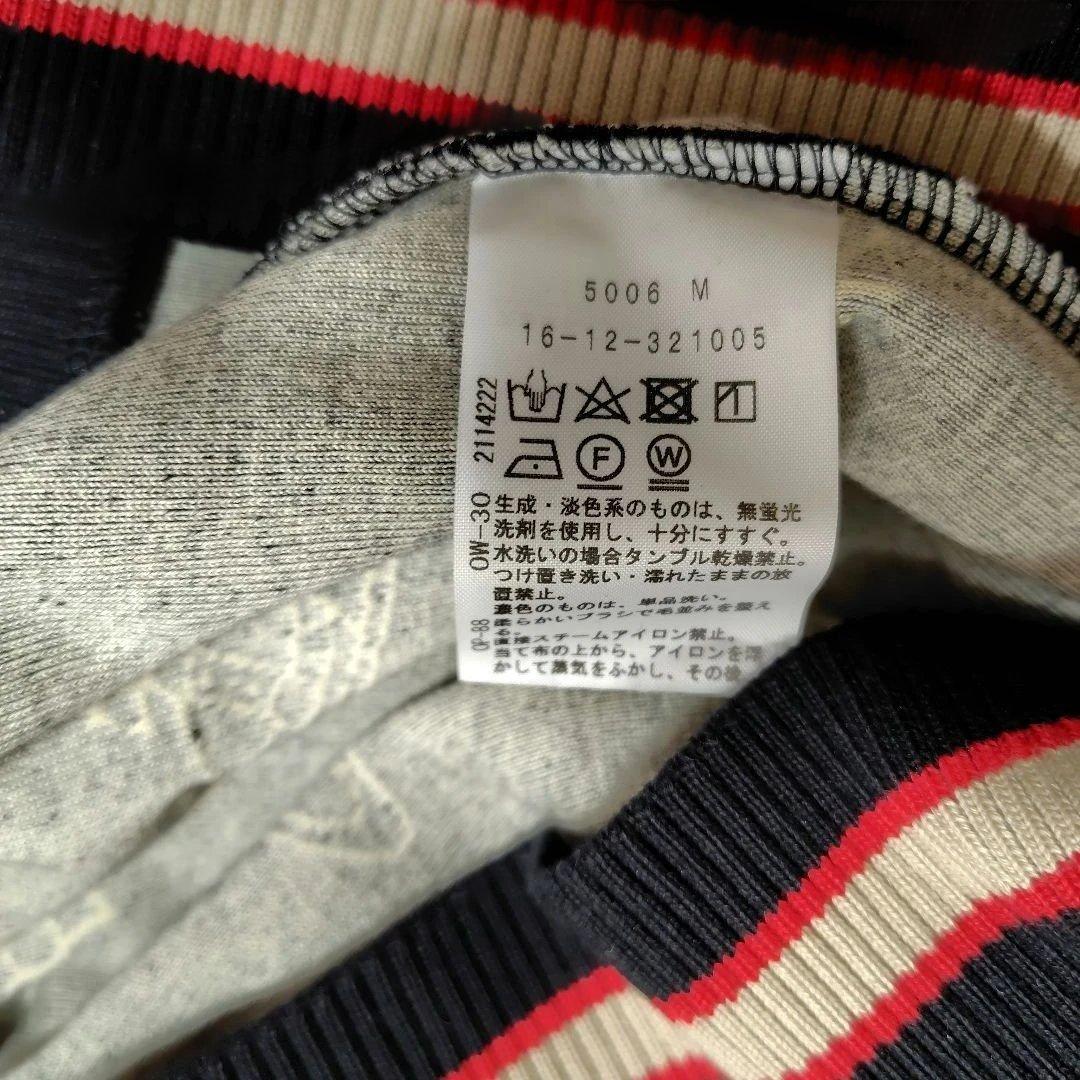 5006 M
16-12-321005
2114222
OW-30
OP-88
F
W
生成・淡色系のものは、無蛍光
洗剤を使用し、十分にすすぐ。
水洗いの場合タンブル乾燥禁止。
つけ置き洗い・濡れたままの放
置禁止。
濃色のものは、単品洗い。
柔らかいブラシで毛並みを整え
る。
直接スチームアイロン禁止。
当て布の上から、アイロンを浮
かして蒸気をふかし、その後